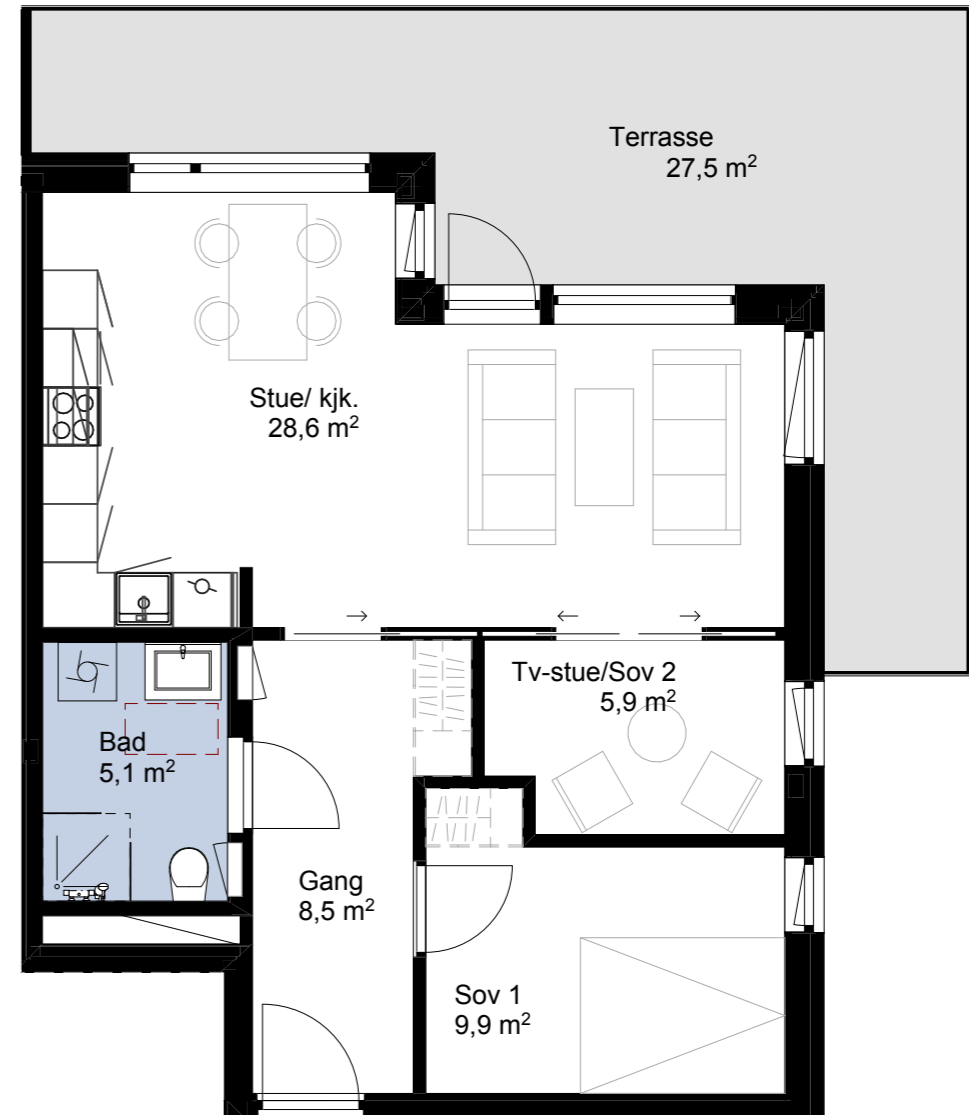 Terrasse
27,5 m²
Stue/ kjk.
28,6 m²
Tv-stue/Sov 2
5,9 m²
Bad
5,1 m²
Gang
8,5 m²
Sov 1
9,9 m²